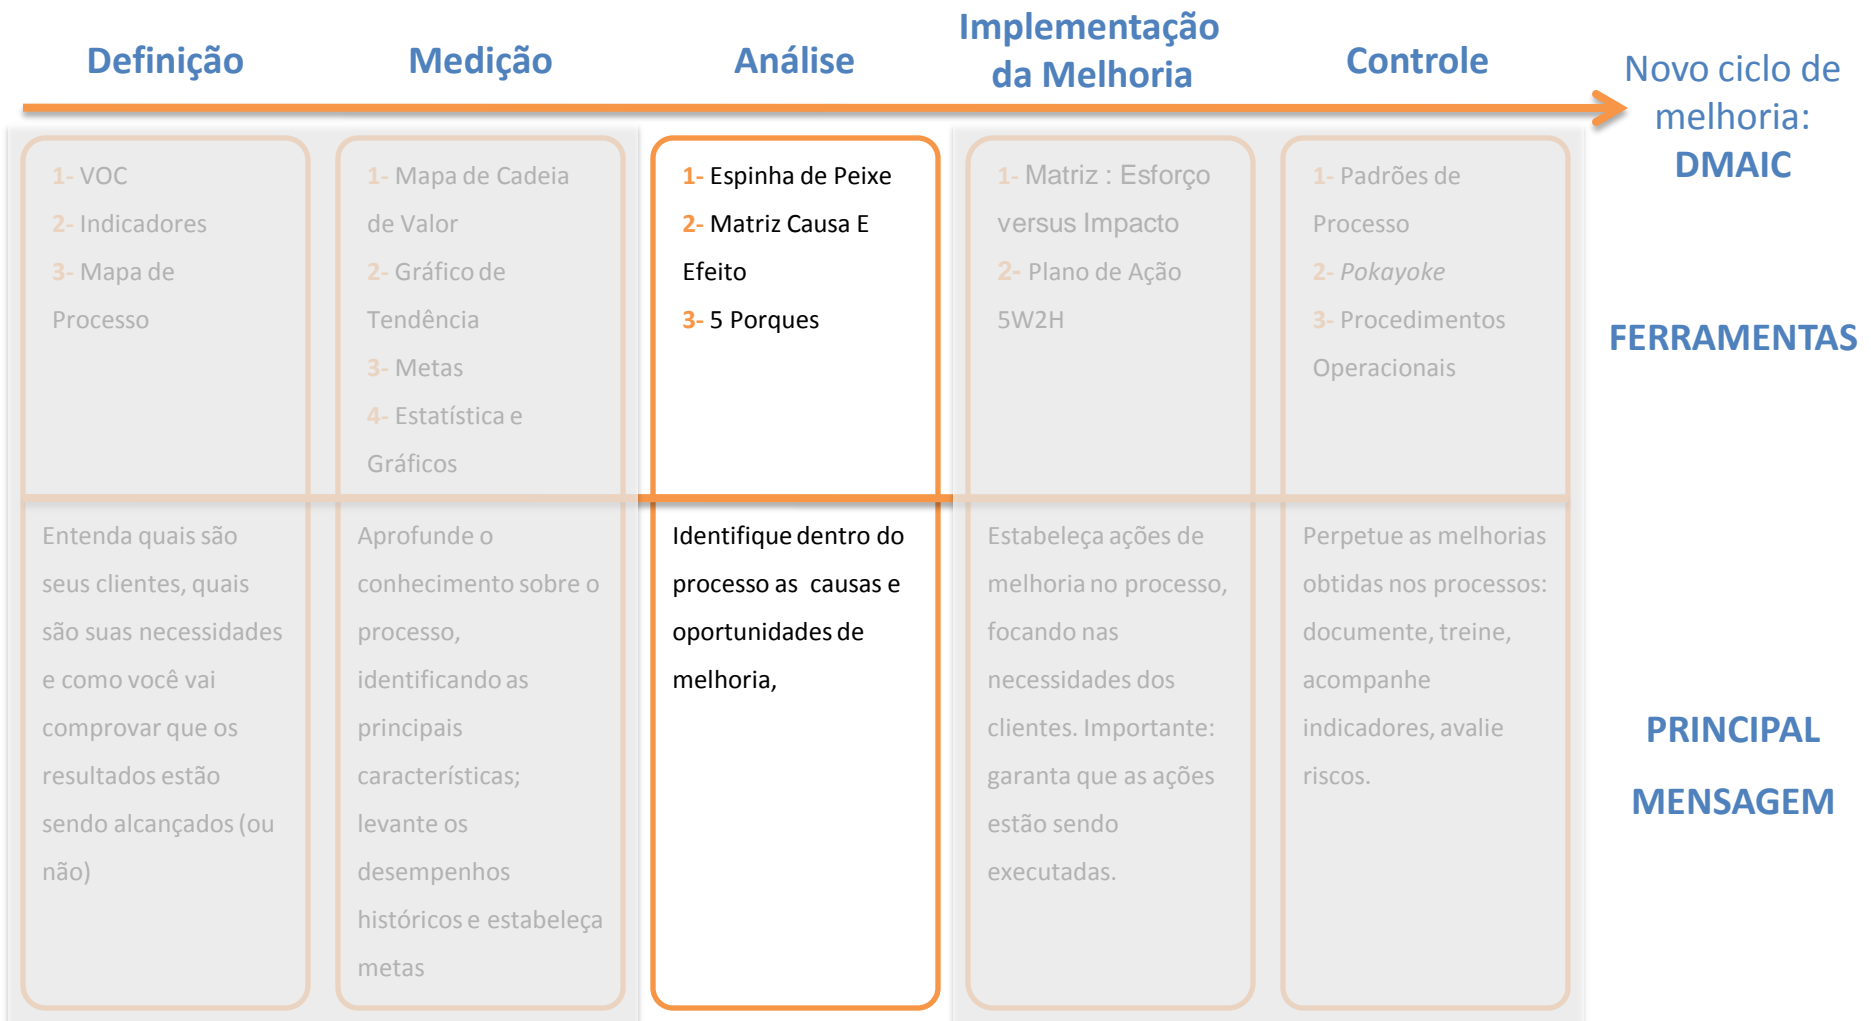 Definição
Medição
Análise
Implementação
da Melhoria
Controle
Novo ciclo de
melhoria:
DMAIC
1- VOC
2- Indicadores
3- Mapa de
Processo
1- Mapa de Cadeia
de Valor
2- Gráfico de
Tendência
3- Metas
4- Estatística e
Gráficos
1- Espinha de Peixe
2- Matriz Causa E
Efeito
3- 5 Porques
1- Matriz : Esforço
versus Impacto
2- Plano de Ação
5W2H
1- Padrões de
Processo
2- Pokayoke
3- Procedimentos
Operacionais
FERRAMENTAS
Entenda quais são
seus clientes, quais
são suas necessidades
e como você vai
comprovar que os
resultados estão
sendo alcançados (ou
não)
Aprofunde o
conhecimento sobre o
processo,
identificando as
principais
características;
levante os
desempenhos
históricos e estabeleça
metas
Identifique dentro do
processo as causas e
oportunidades de
melhoria,
Estabeleça ações de
melhoria no processo,
focando nas
necessidades dos
clientes. Importante:
garanta que as ações
estão sendo
executadas.
Perpetue as melhorias
obtidas nos processos:
documente, treine,
acompanhe
indicadores, avalie
riscos.
PRINCIPAL
MENSAGEM